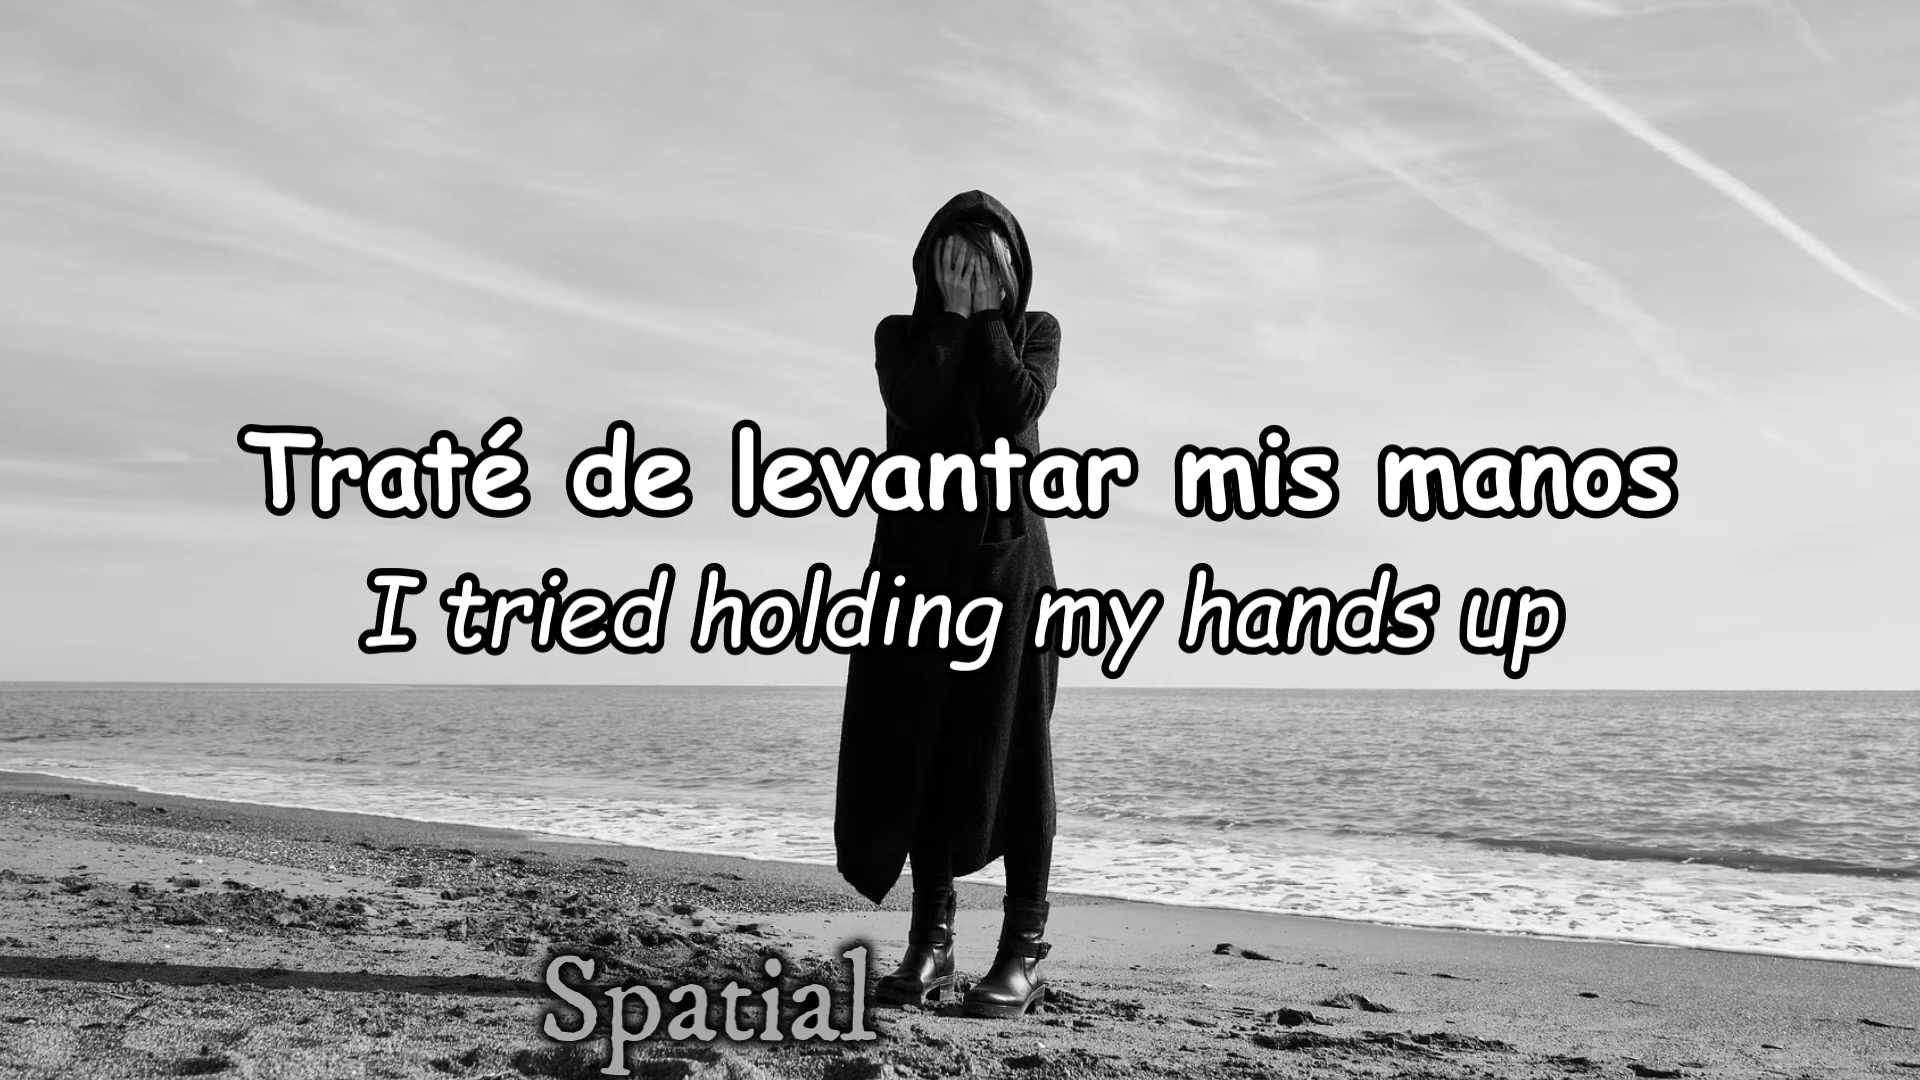 Traté de levantar mis manos
I tried holding my hands up
Spatial